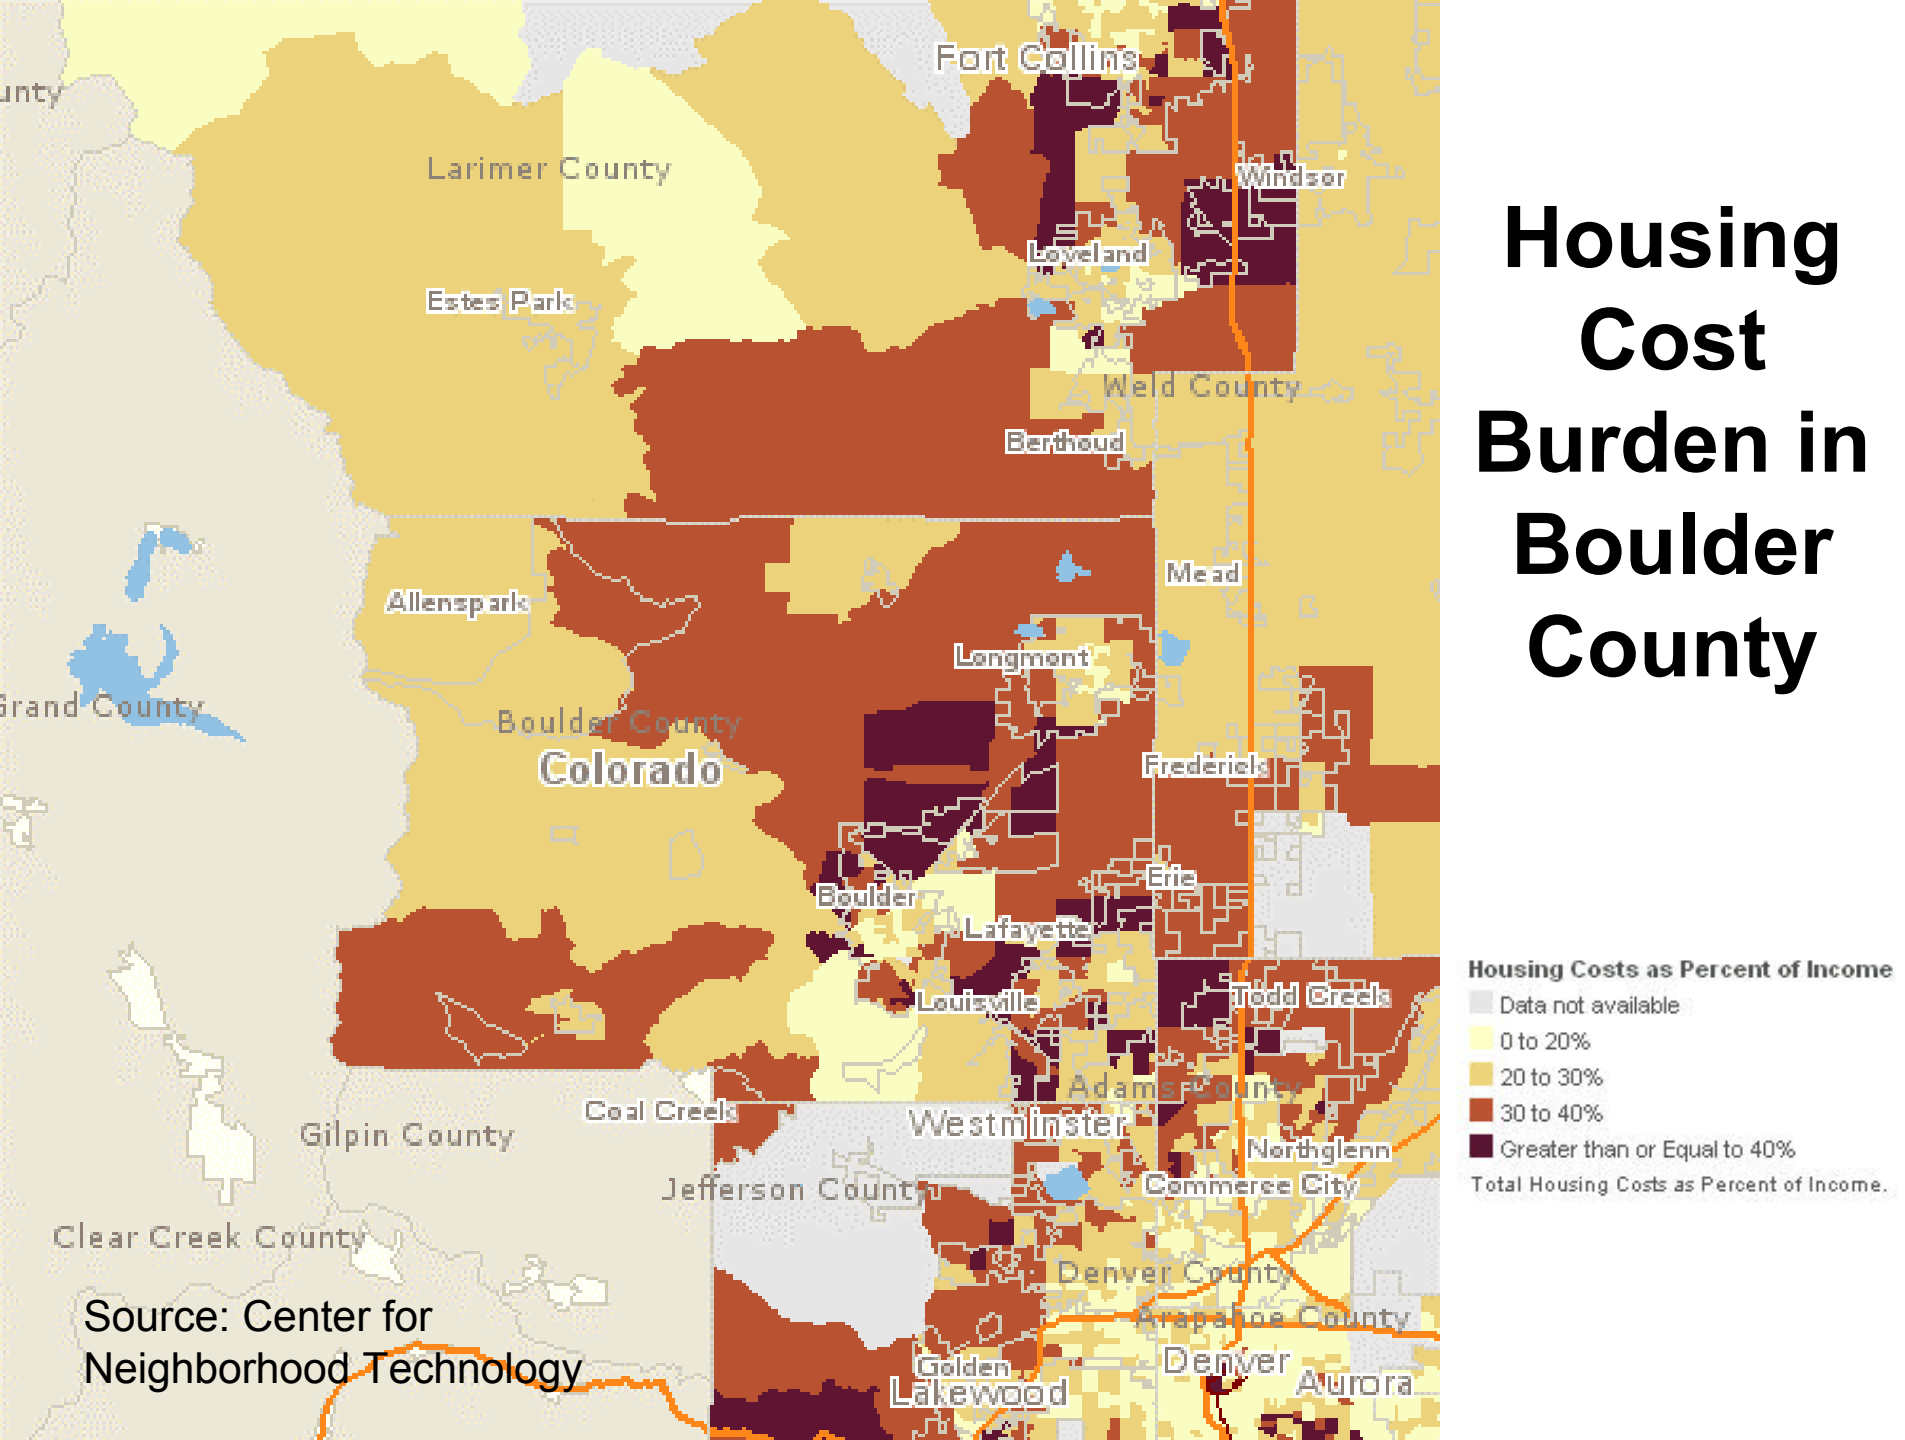 Fort Collins
unty
Larimer County
Windsor
Loveland
Estes Park
Weld County
Berthoud
Mead
Allenspark
Longmont
Grand County
Boulder County
Colorado
Frederick
Erie
Boulder
Lafayette
Louisville
Todd Creek
Adams County
Coal Creek
Westminster
Gilpin County
Northglenn
Jefferson County
Commerce City
Clear Creek County
Denver County
Arapahoe County
Golden
Denver
Lakewood
Aurora
Source: Center for
Neighborhood Technology
Housing
Cost
Burden in
Boulder
County
Housing Costs as Percent of Income
Data not available
0 to 20%
20 to 30%
30 to 40%
Greater than or Equal to 40%
Total Housing Costs as Percent of Income.